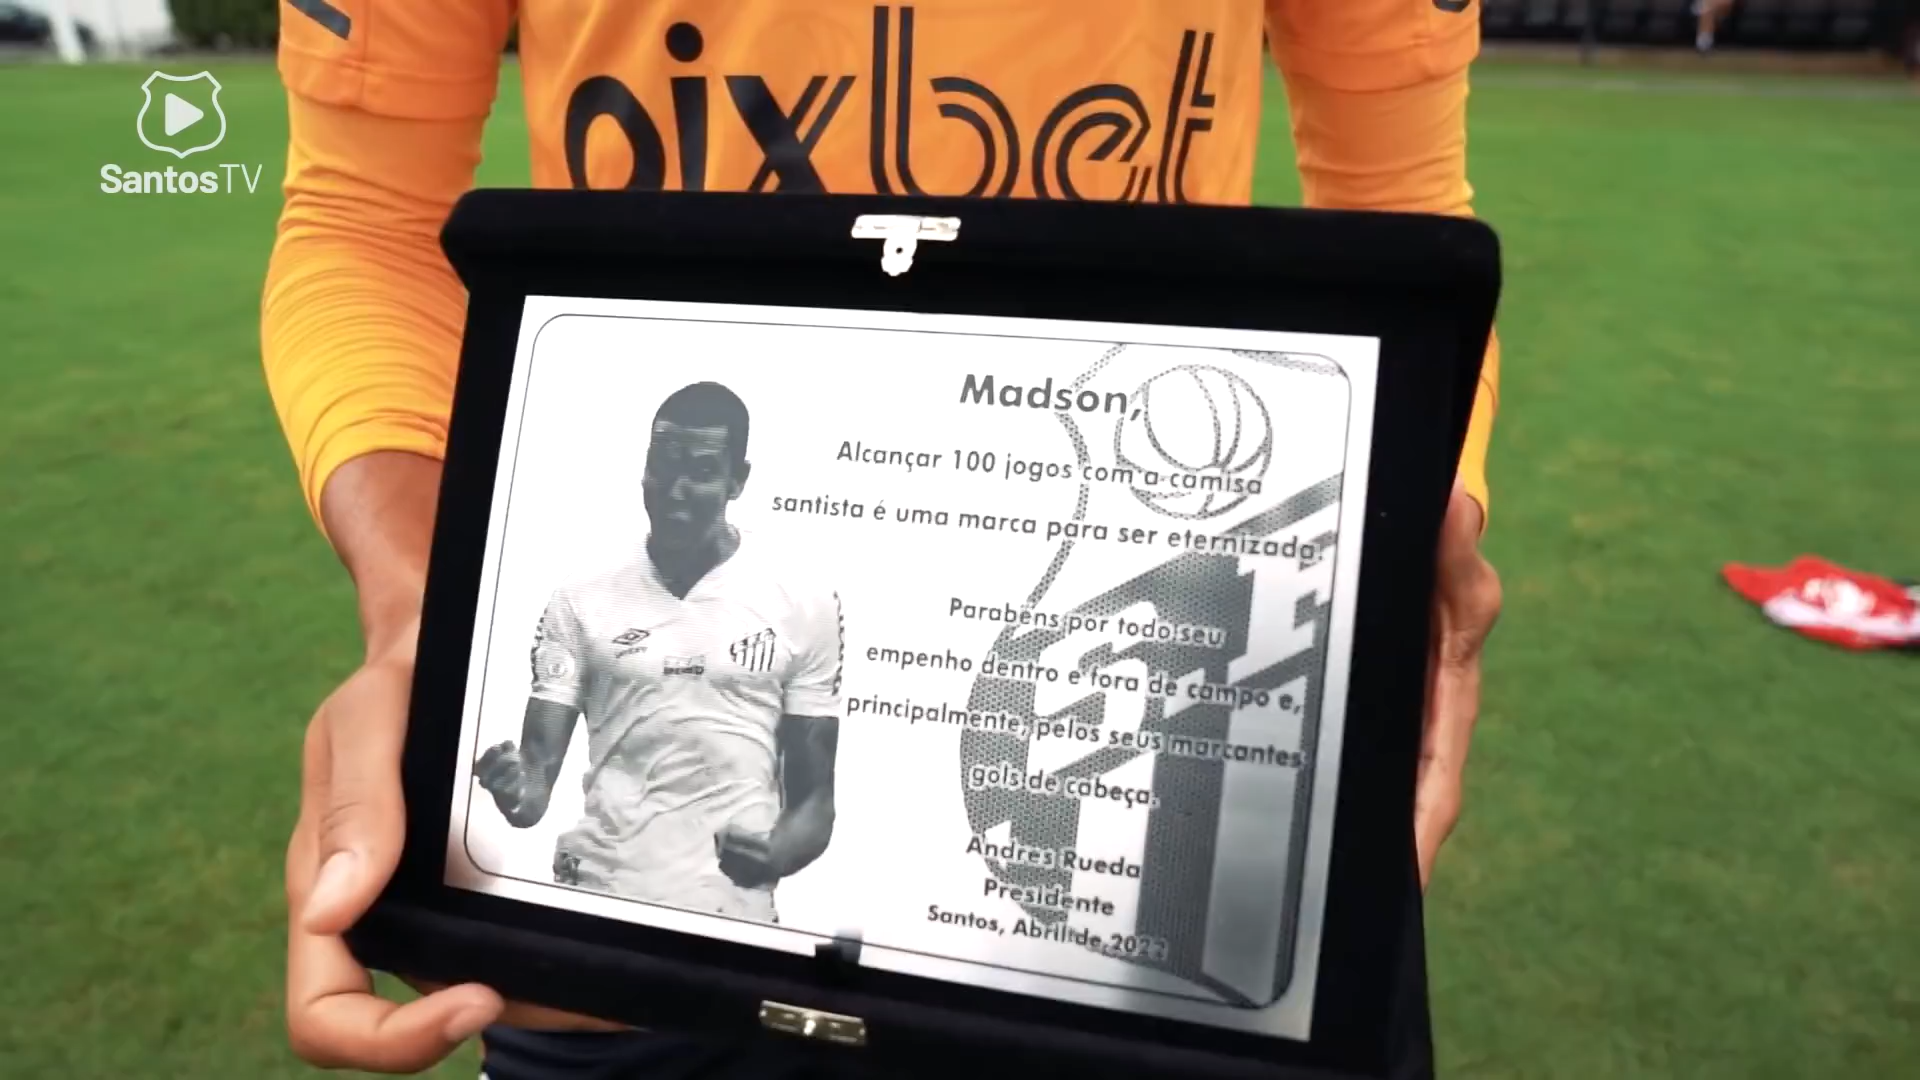 SantosTV
pixbet
Madson,
Alcançar 100 jogos com a camisa
santista é uma marca para ser eternizada!
Parabéns por todo seu
empenho dentro e fora de campo e,
principalmente, pelos seus marcantes
gols de cabeça.
Andres Rueda
Presidente
Santos, Abril de 2022